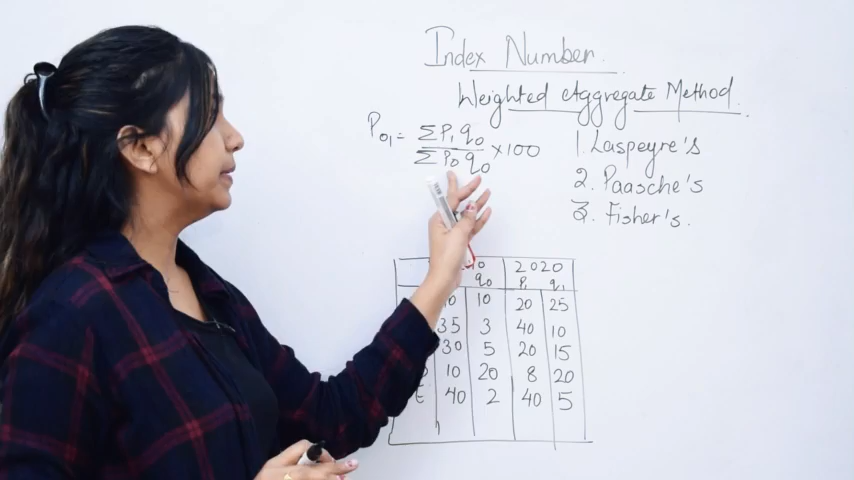 Index Number.
Weighted Aggregate Method.
P01 = ΣP1q0 / ΣP0q0 ×100
1. Laspeyre's
2. Paasche's
3. Fisher's.
2020
q0 P1 q1
10 20 25
35 3 40 10
30 5 20 15
10 20 8 20
E 40 2 40 5